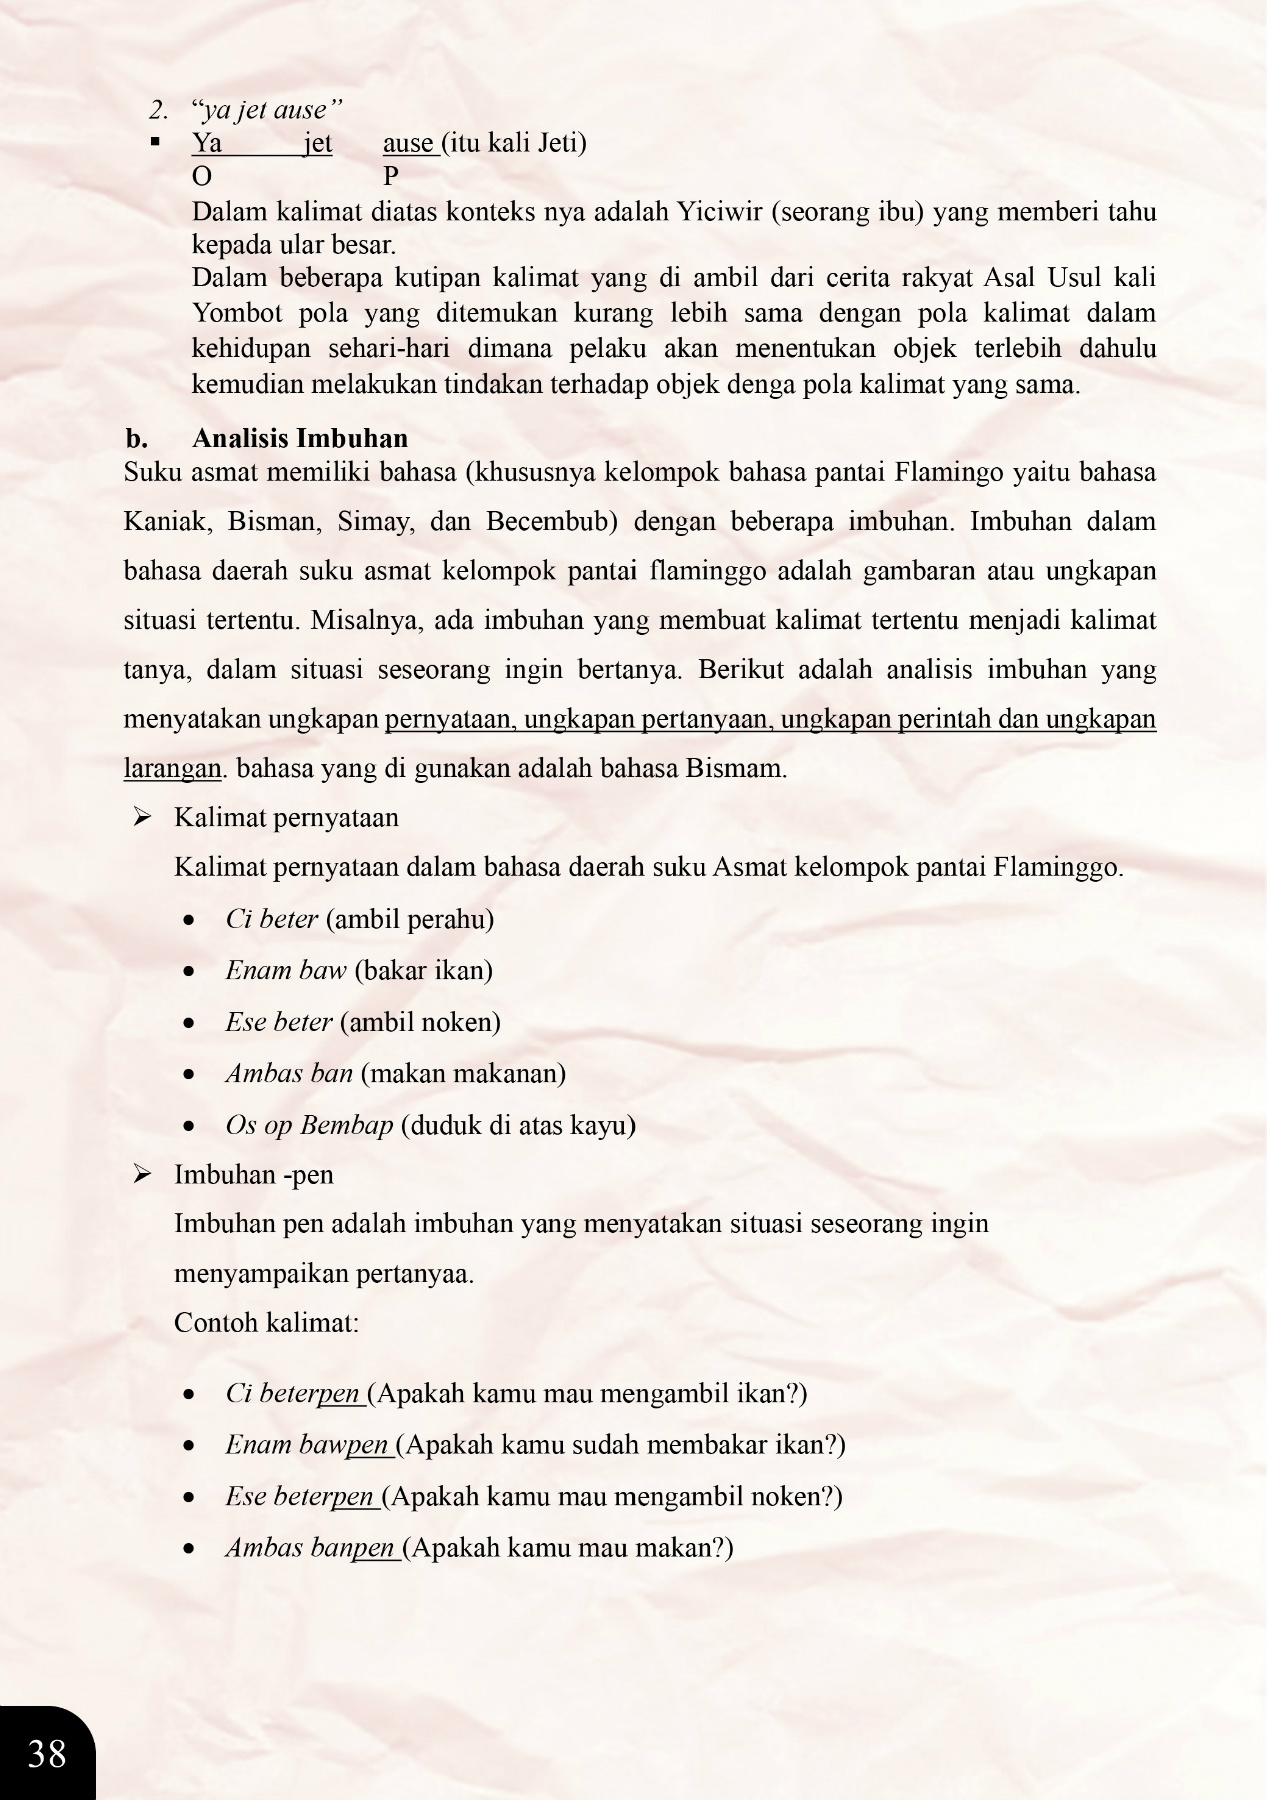 2. “ya jet ause”
▪ Ya jet ause (itu kali Jeti)
O P
Dalam kalimat diatas konteks nya adalah Yiciwir (seorang ibu) yang memberi tahu
kepada ular besar.
Dalam beberapa kutipan kalimat yang di ambil dari cerita rakyat Asal Usul kali
Yombot pola yang ditemukan kurang lebih sama dengan pola kalimat dalam
kehidupan sehari-hari dimana pelaku akan menentukan objek terlebih dahulu
kemudian melakukan tindakan terhadap objek denga pola kalimat yang sama.
b. Analisis Imbuhan
Suku asmat memiliki bahasa (khususnya kelompok bahasa pantai Flamingo yaitu bahasa
Kaniak, Bisman, Simay, dan Becembub) dengan beberapa imbuhan. Imbuhan dalam
bahasa daerah suku asmat kelompok pantai flaminggo adalah gambaran atau ungkapan
situasi tertentu. Misalnya, ada imbuhan yang membuat kalimat tertentu menjadi kalimat
tanya, dalam situasi seseorang ingin bertanya. Berikut adalah analisis imbuhan yang
menyatakan ungkapan pernyataan, ungkapan pertanyaan, ungkapan perintah dan ungkapan
larangan. bahasa yang di gunakan adalah bahasa Bismam.
➢ Kalimat pernyataan
Kalimat pernyataan dalam bahasa daerah suku Asmat kelompok pantai Flaminggo.
• Ci beter (ambil perahu)
• Enam baw (bakar ikan)
• Ese beter (ambil noken)
• Ambas ban (makan makanan)
• Os op Bembap (duduk di atas kayu)
➢ Imbuhan -pen
Imbuhan pen adalah imbuhan yang menyatakan situasi seseorang ingin
menyampaikan pertanyaa.
Contoh kalimat:
• Ci beterpen (Apakah kamu mau mengambil ikan?)
• Enam bawpen (Apakah kamu sudah membakar ikan?)
• Ese beterpen (Apakah kamu mau mengambil noken?)
• Ambas banpen (Apakah kamu mau makan?)
38